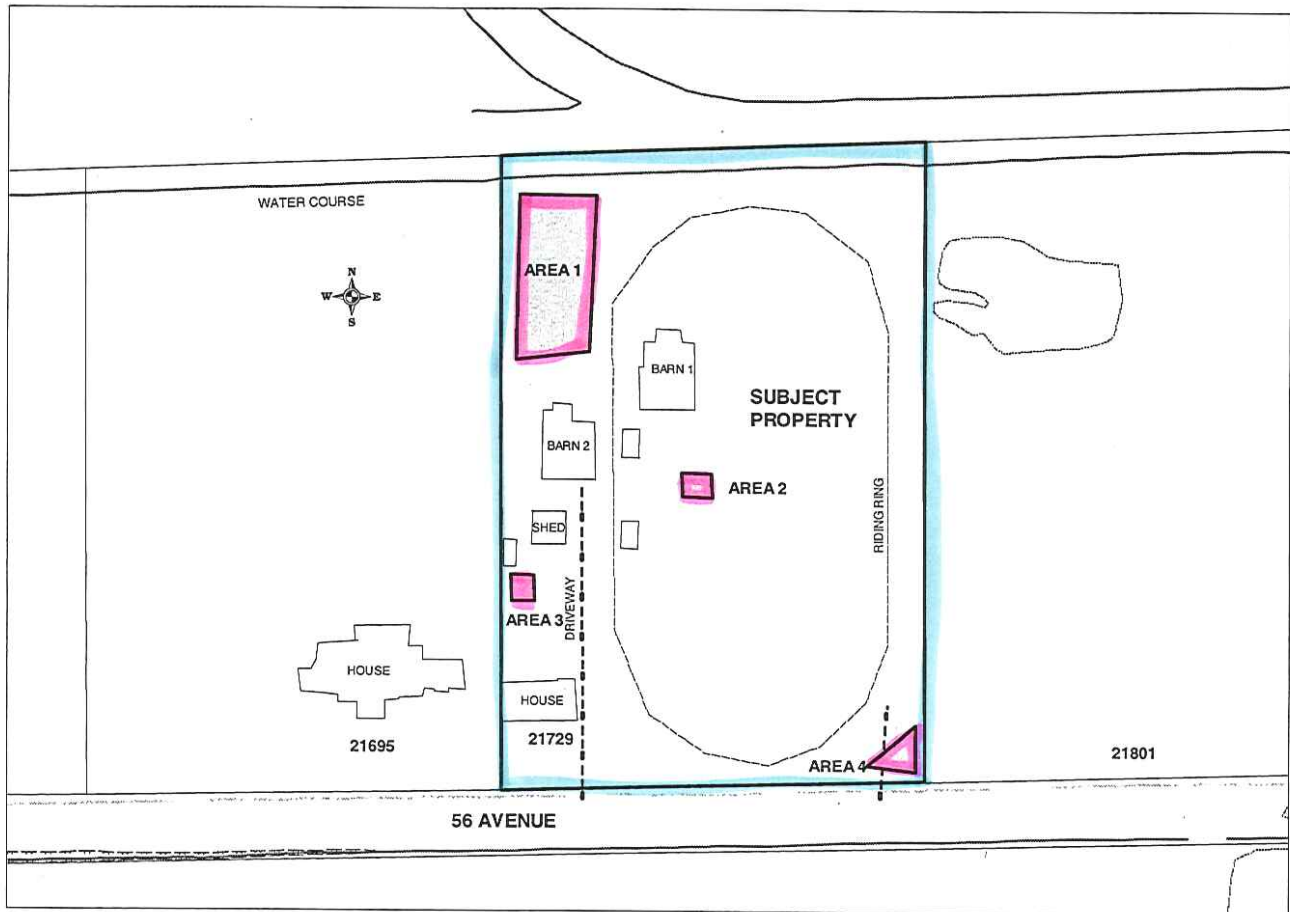 WATER COURSE
N
W E
S
AREA 1
BARN 1
SUBJECT
PROPERTY
BARN 2
AREA 2
SHED
RIDING RING
DRIVEWAY
AREA 3
HOUSE
HOUSE
21695
21729
AREA 4
21801
56 AVENUE